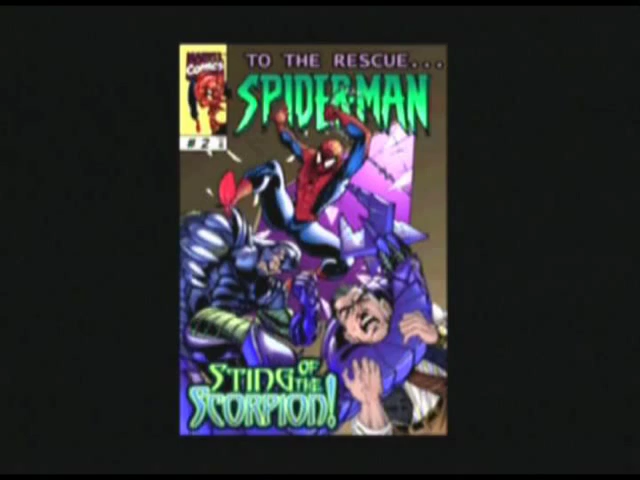 TO THE RESCUE...
MARVEL
COMICS
SPIDER-MAN
#2
STING
OF
THE
SCORPION!